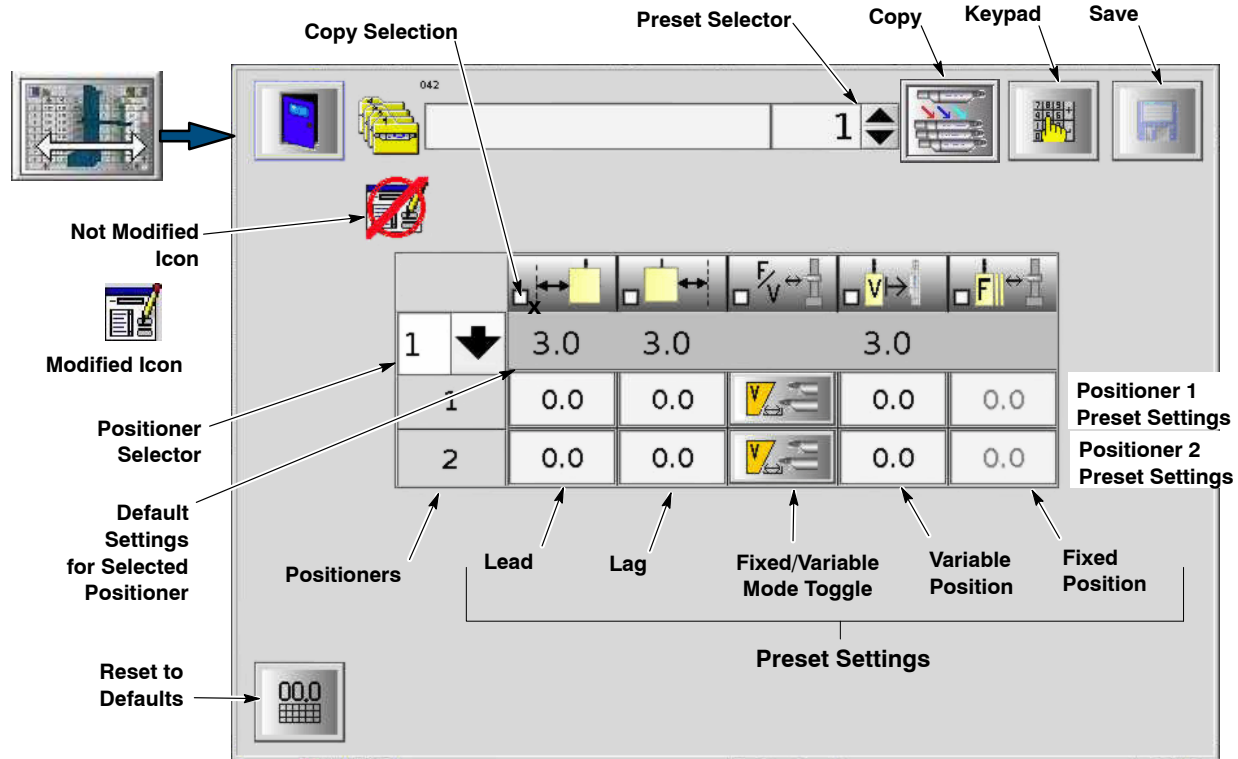 Copy Selection
Preset Selector
Copy
Keypad
Save
042
1
Not Modified
Icon
Modified Icon
F/V
V
F
x
1
3.0 3.0 3.0
1 0.0 0.0 V 0.0 0.0
2 0.0 0.0 V 0.0 0.0
Positioner 1
Preset Settings
Positioner 2
Preset Settings
Positioner
Selector
Default
Settings
for Selected
Positioner
Positioners
Lead
Lag
Fixed/Variable
Mode Toggle
Variable
Position
Fixed
Position
Preset Settings
Reset to
Defaults
00.0